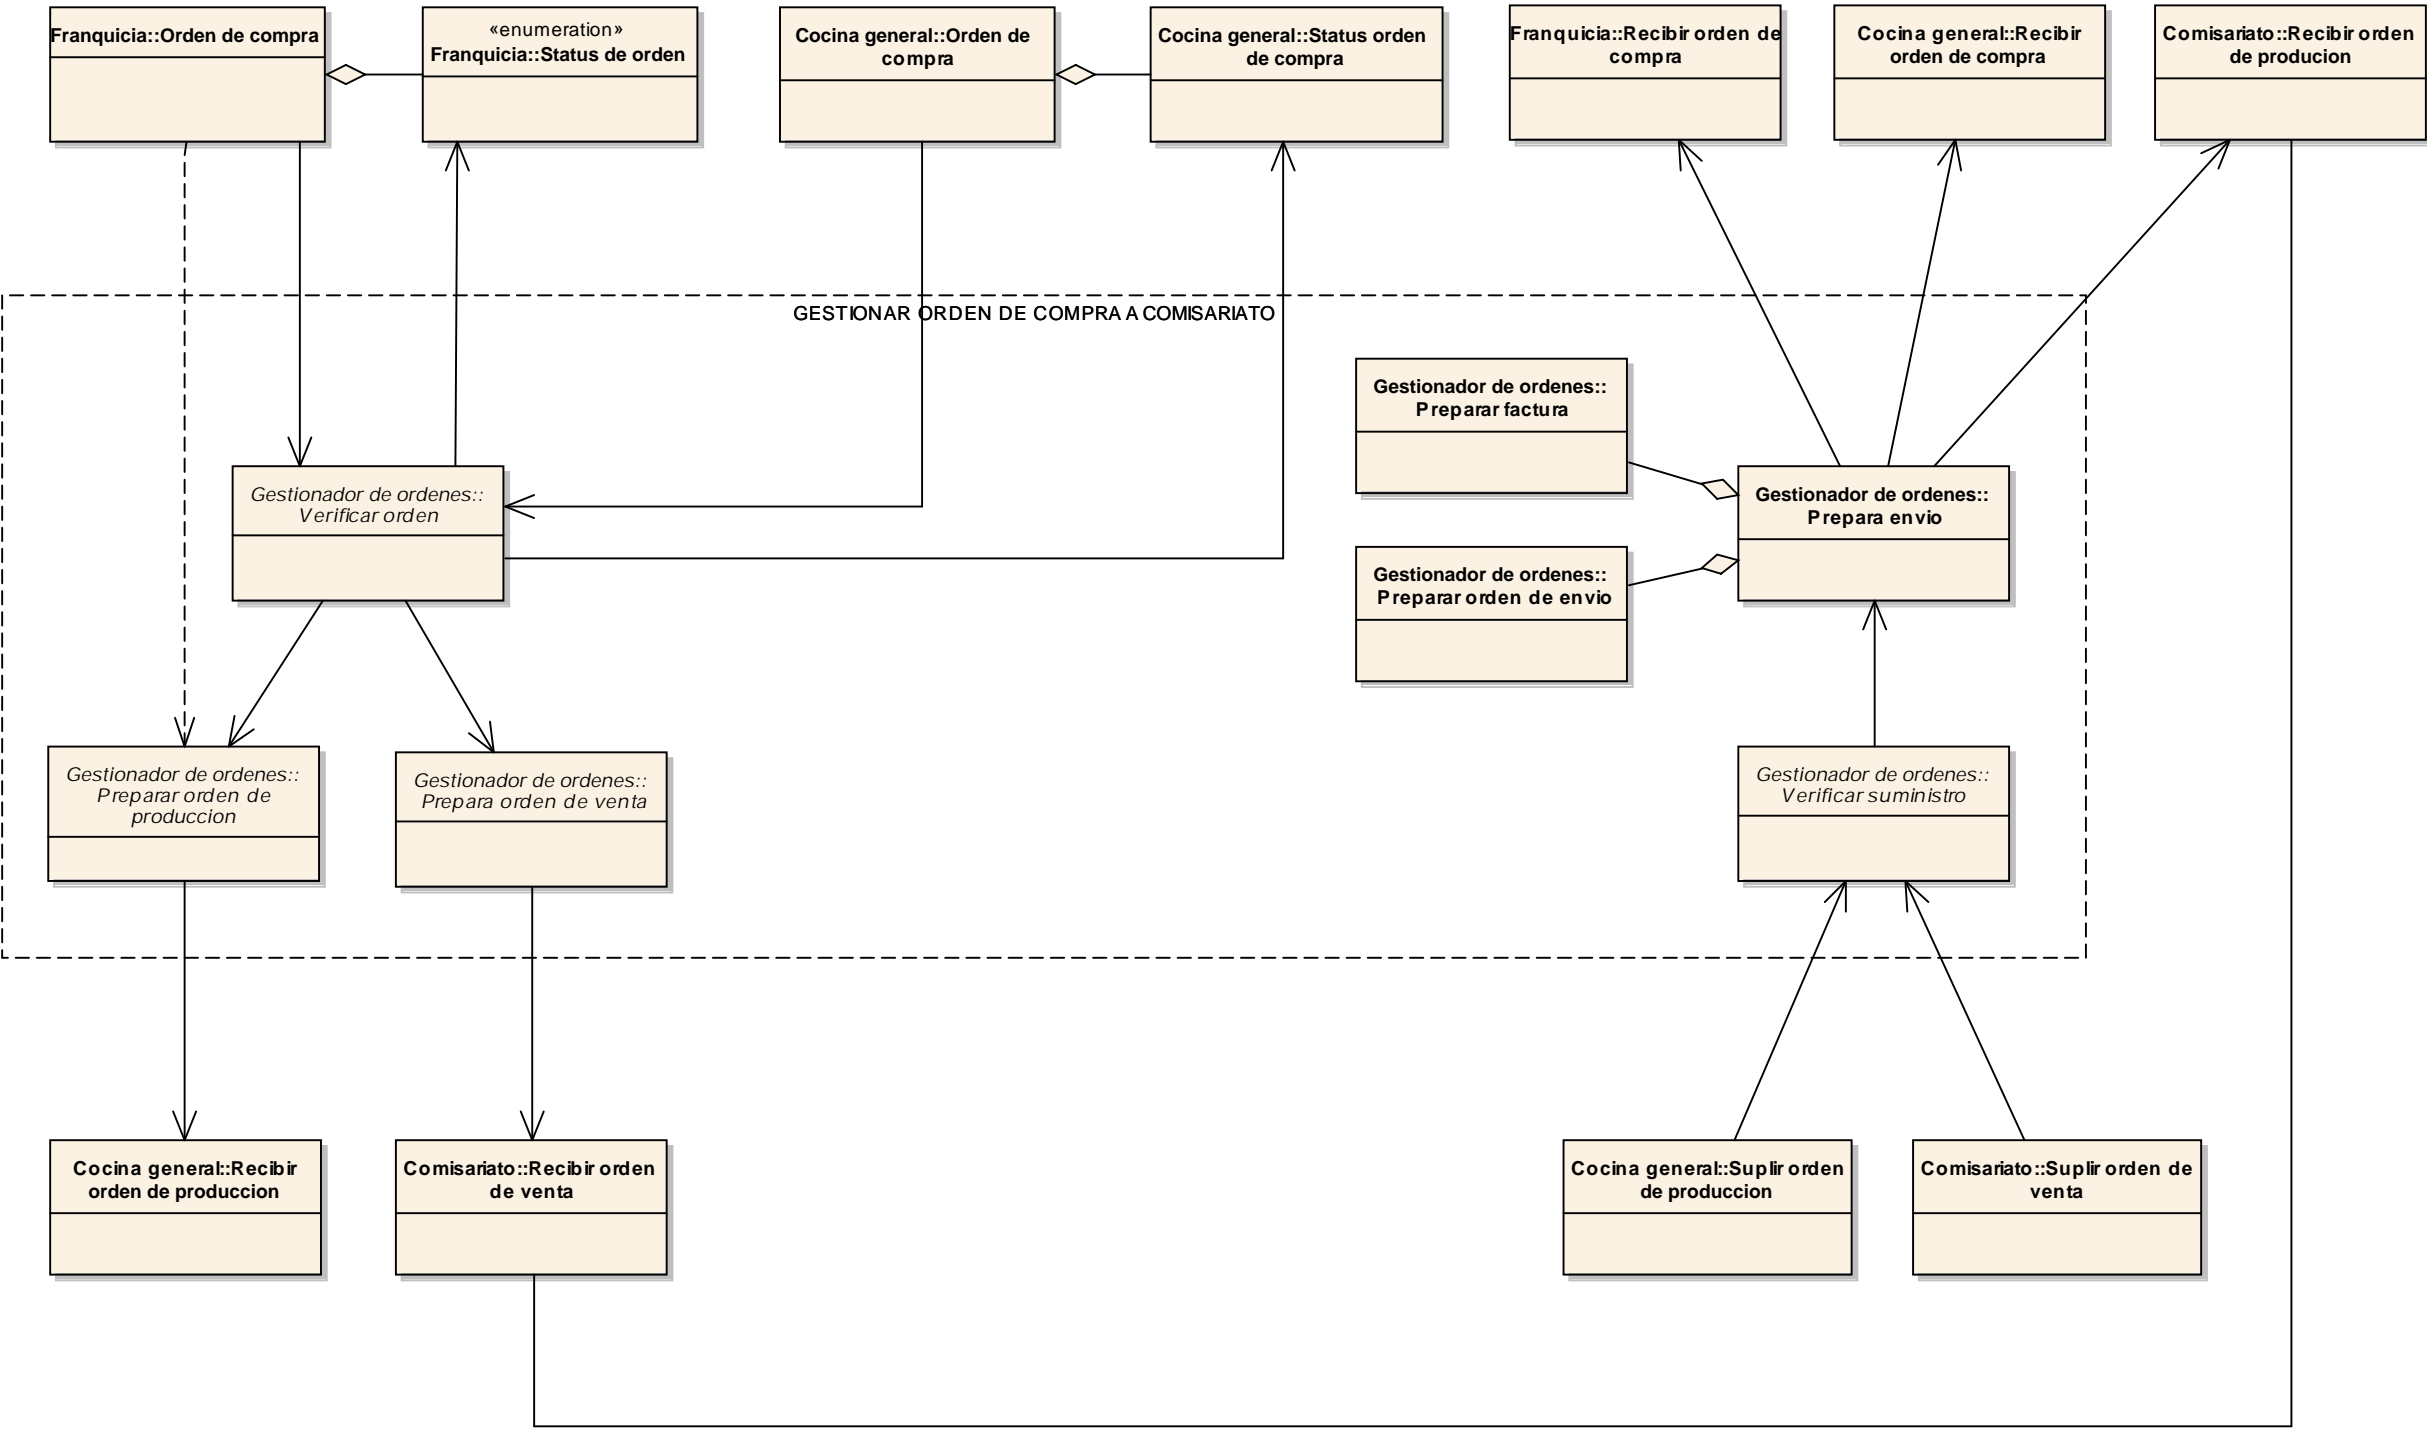 Franquicia::Orden de compra
«enumeration»
Franquicia::Status de orden
Cocina general::Orden de
compra
Cocina general::Status orden
de compra
Franquicia::Recibir orden de
compra
Cocina general::Recibir
orden de compra
Comisariato::Recibir orden
de producion
GESTIONAR ORDEN DE COMPRA A COMISARIATO
Gestionador de ordenes::
Preparar factura
Gestionador de ordenes::
Verificar orden
Gestionador de ordenes::
Prepara envio
Gestionador de ordenes::
Preparar orden de envio
Gestionador de ordenes::
Preparar orden de
produccion
Gestionador de ordenes::
Prepara orden de venta
Gestionador de ordenes::
Verificar suministro
Cocina general::Recibir
orden de produccion
Comisariato::Recibir orden
de venta
Cocina general::Suplir orden
de produccion
Comisariato::Suplir orden de
venta